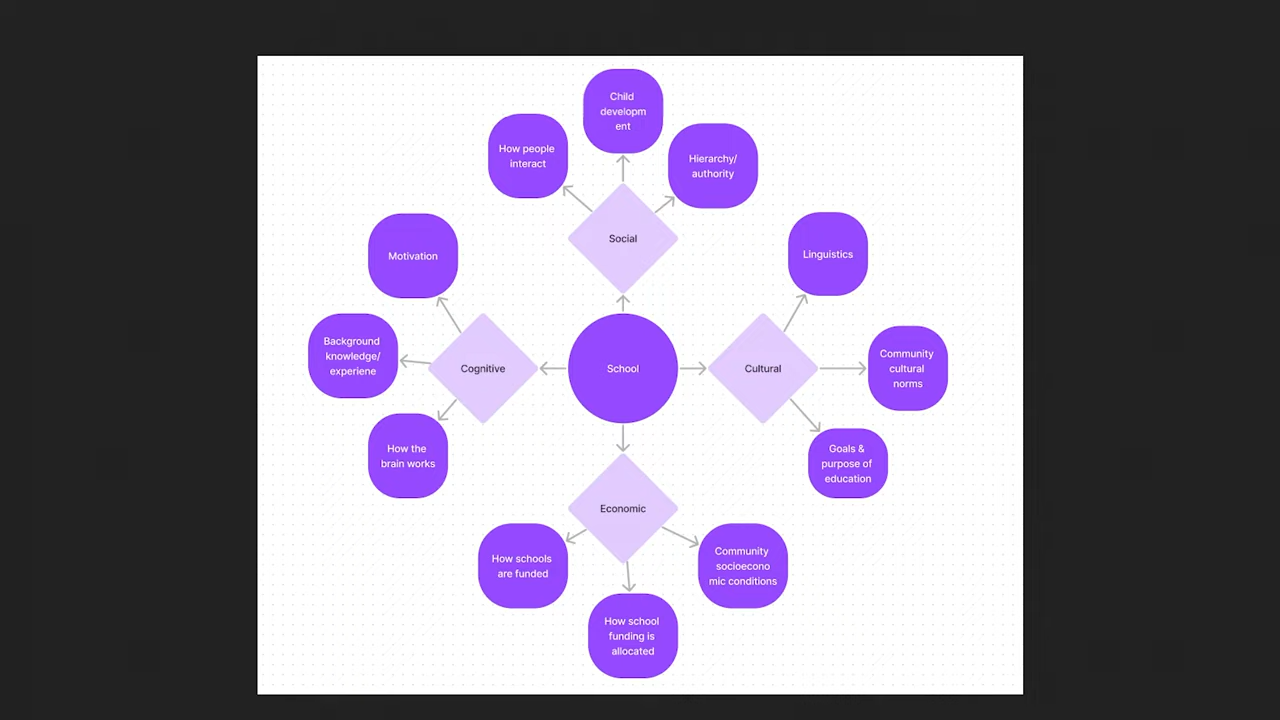 Child
developm
ent
How people
interact
Hierarchy/
authority
Social
Motivation
Linguistics
Background
knowledge/
experiene
Cognitive
School
Cultural
Community
cultural
norms
How the
brain works
Goals &
purpose of
education
Economic
How schools
are funded
Community
socioecono
mic conditions
How school
funding is
allocated